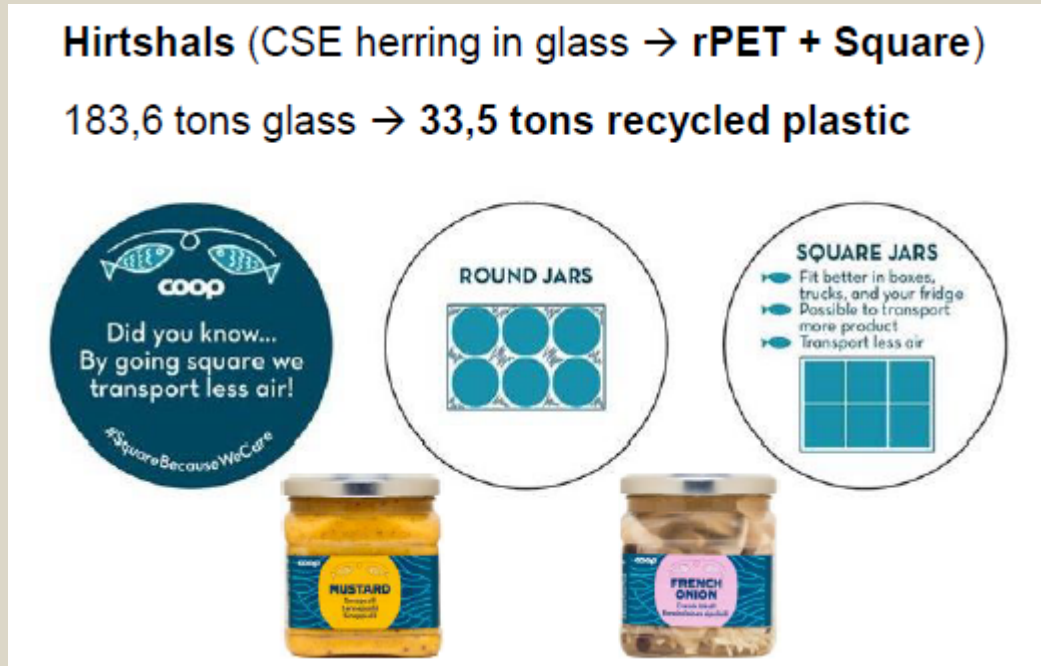 Hirtshals (CSE herring in glass → rPET + Square)
183,6 tons glass → 33,5 tons recycled plastic
coop
Did you know...
By going square we
transport less air!
#SquareBecauseWeCare
ROUND JARS
SQUARE JARS
Fit better in boxes,
trucks, and your fridge
Possible to transport
more product
Transport less air
coop
MUSTARD
coop
FRENCH
ONION